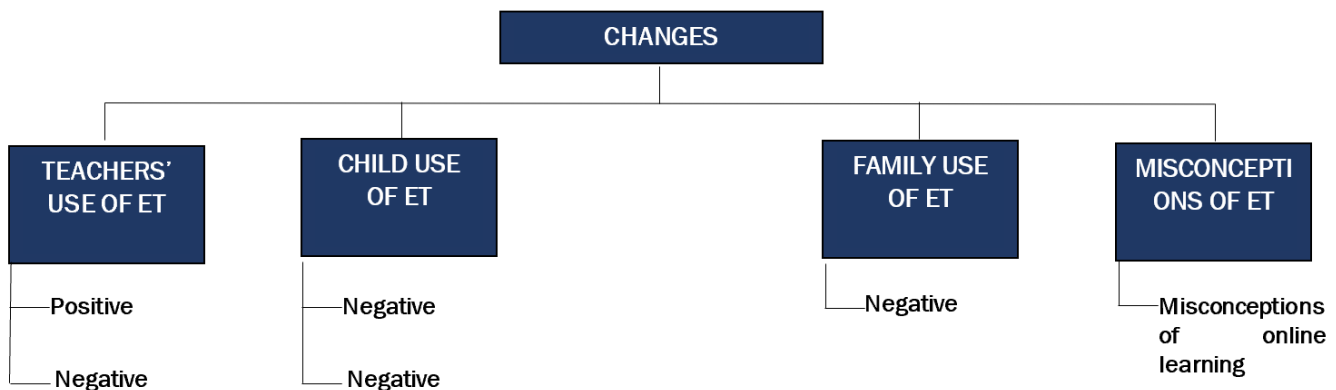 CHANGES
TEACHERS’
USE OF ET
CHILD USE
OF ET
FAMILY USE
OF ET
MISCONCEPTI
ONS OF ET
Positive
Negative
Negative
Negative
Negative
Misconceptions
of online
learning